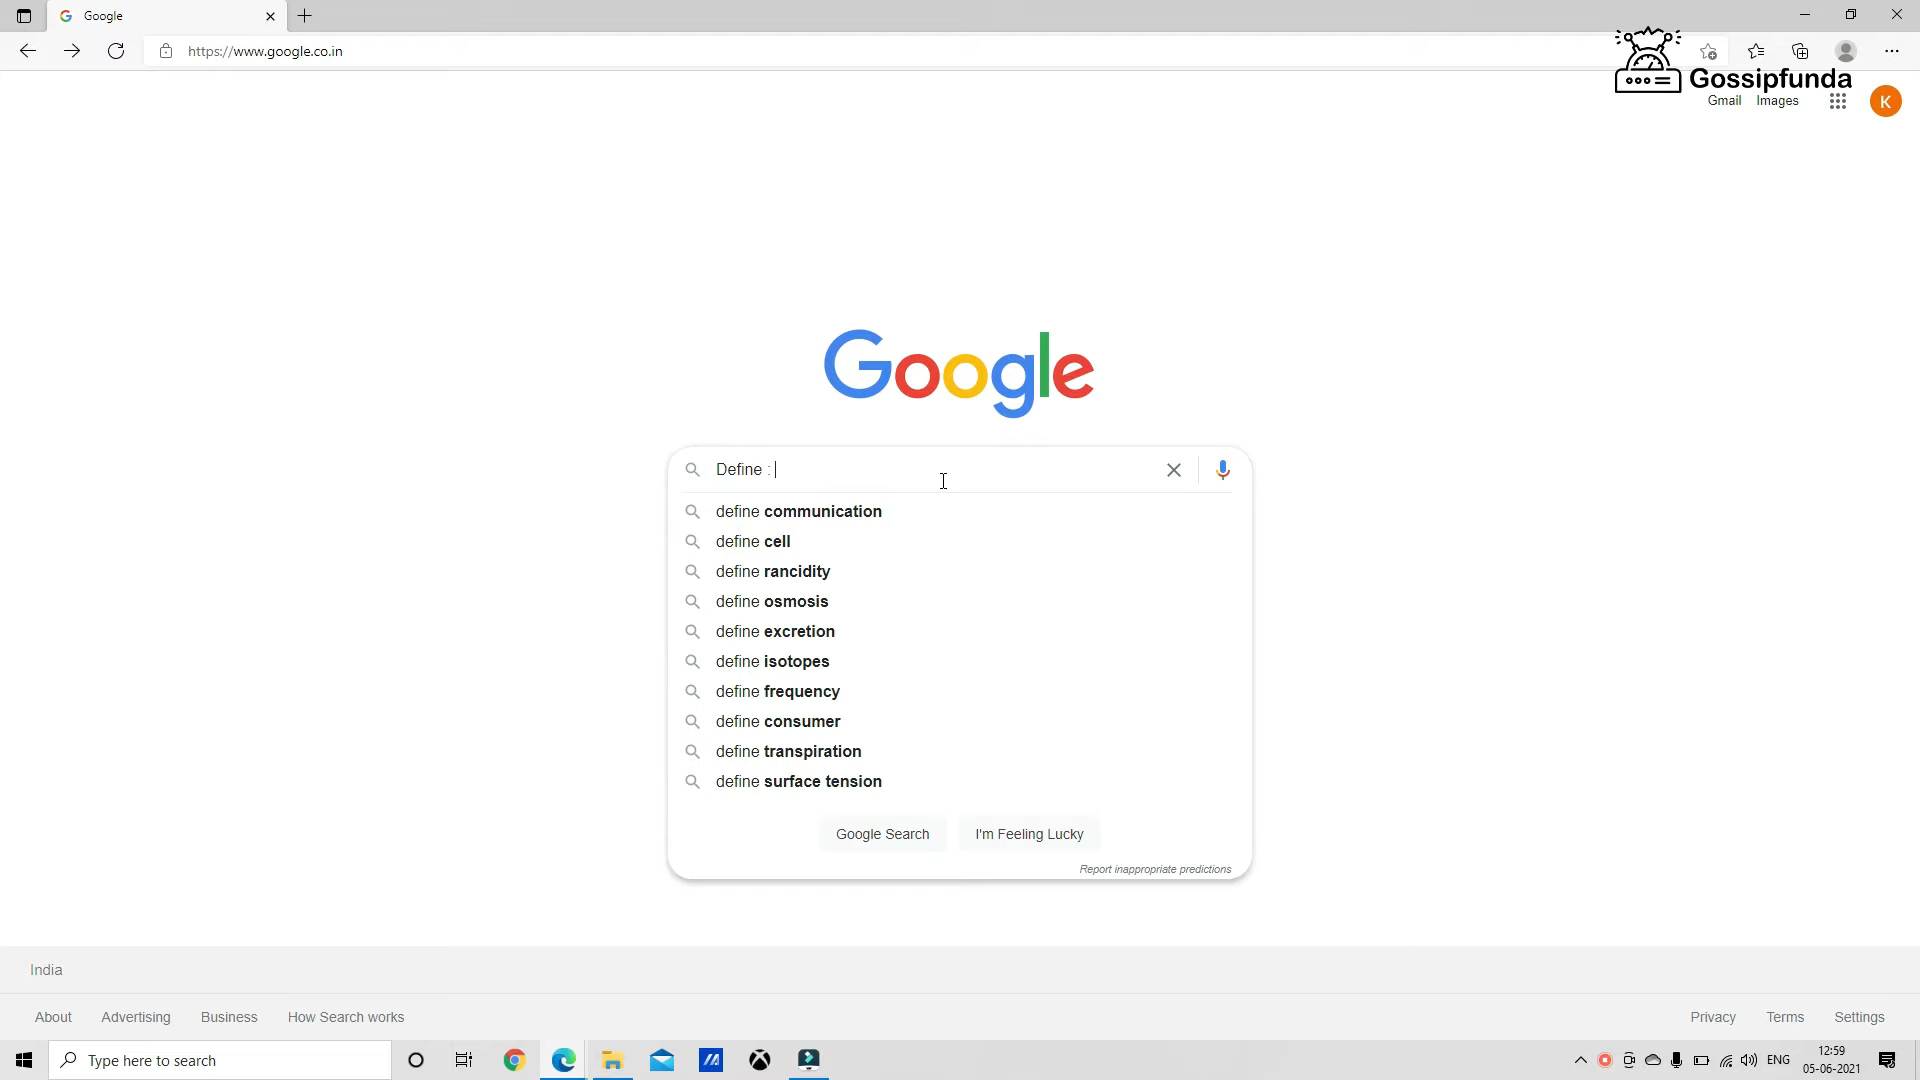 Google
https://www.google.co.in
Gossipfunda
Gmail Images
K
Google
Define :
define communication
define cell
define rancidity
define osmosis
define excretion
define isotopes
define frequency
define consumer
define transpiration
define surface tension
Google Search I'm Feeling Lucky
Report inappropriate predictions
India
About Advertising Business How Search works Privacy Terms Settings
Type here to search
ENG
12:59
05-06-2021